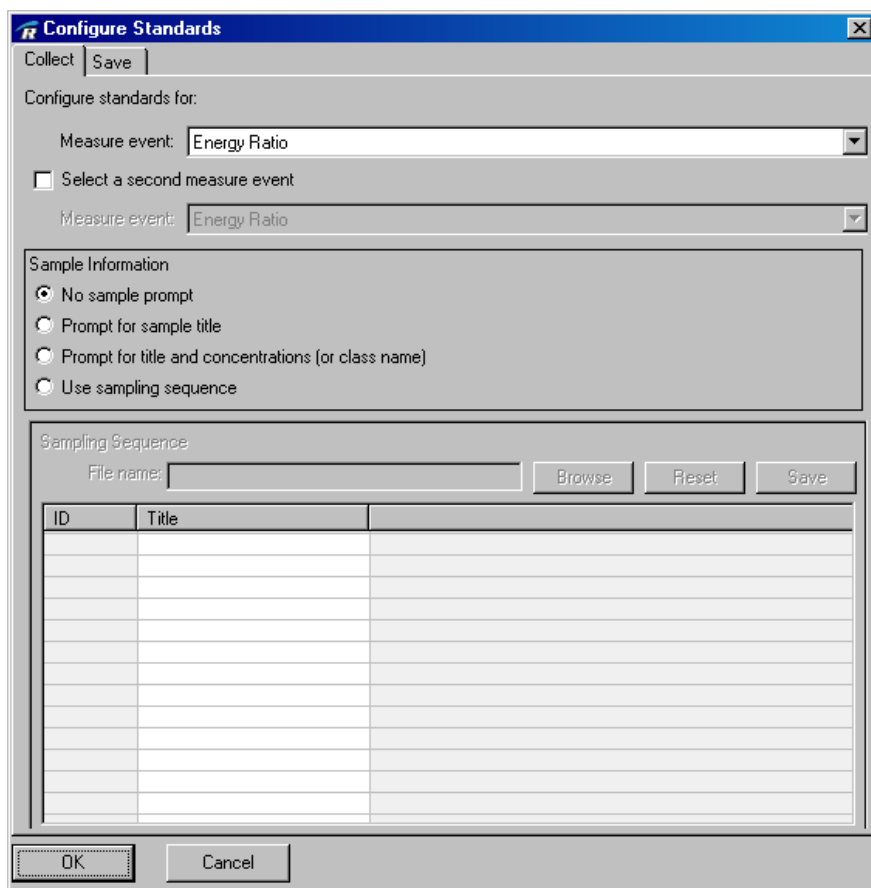 Configure Standards
Collect Save
Configure standards for:
Measure event: Energy Ratio
Select a second measure event
Measure event: Energy Ratio
Sample Information
No sample prompt
Prompt for sample title
Prompt for title and concentrations (or class name)
Use sampling sequence
Sampling Sequence
File name: Browse Reset Save
ID Title
OK Cancel